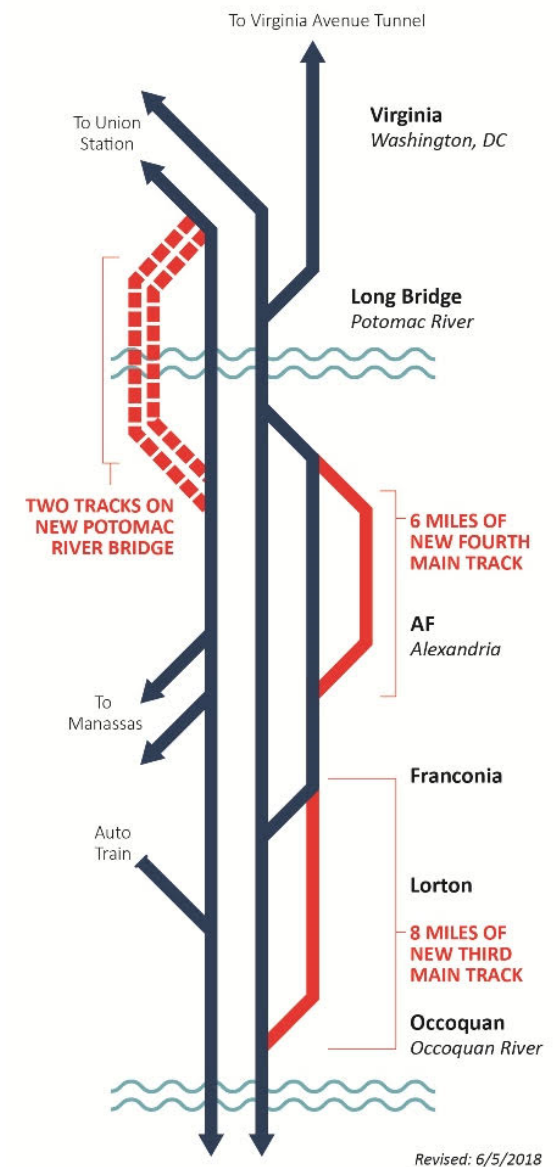 To Virginia Avenue Tunnel
Virginia
Washington, DC
To Union
Station
Long Bridge
Potomac River
TWO TRACKS ON
NEW POTOMAC
RIVER BRIDGE
6 MILES OF
NEW FOURTH
MAIN TRACK
AF
Alexandria
To
Manassas
Franconia
Auto
Train
Lorton
8 MILES OF
NEW THIRD
MAIN TRACK
Occoquan
Occoquan River
Revised: 6/5/2018